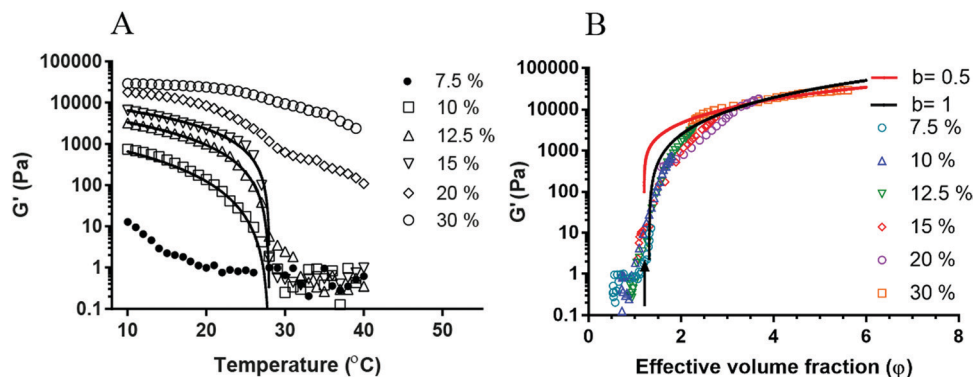 A
G' (Pa)
100000
10000
1000
100
10
1
0.1
10 20 30 40 50
Temperature (°C)
7.5 %
10 %
12.5 %
15 %
20 %
30 %
B
G' (Pa)
100000
10000
1000
100
10
1
0.1
0 2 4 6 8
Effective volume fraction (φ)
b= 0.5
b= 1
7.5 %
10 %
12.5 %
15 %
20 %
30 %